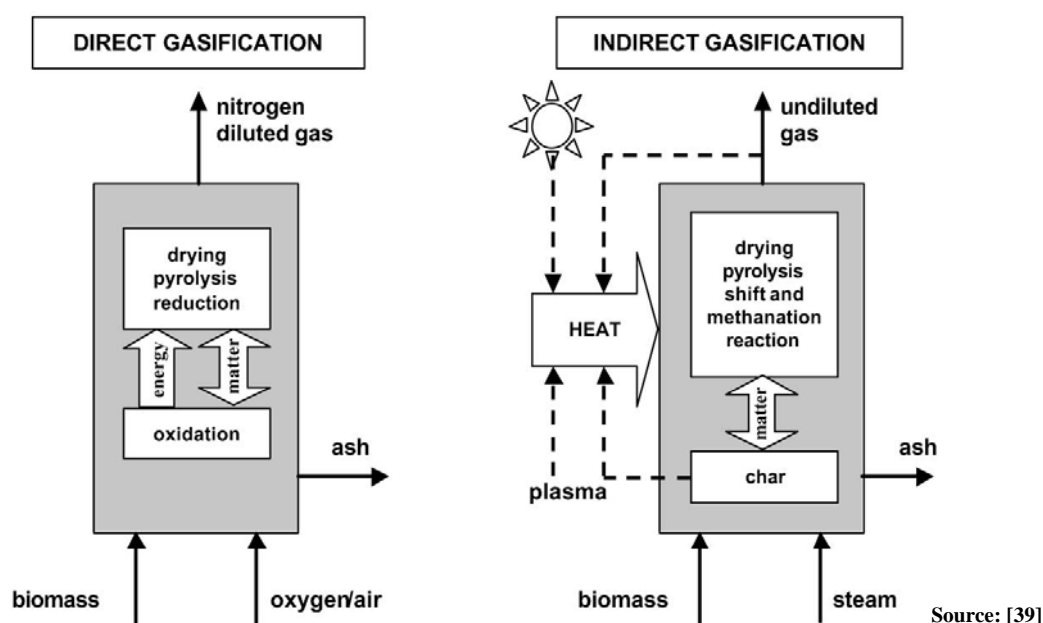 DIRECT GASIFICATION
nitrogen
diluted gas
drying
pyrolysis
reduction
energy
matter
oxidation
ash
biomass
oxygen/air
INDIRECT GASIFICATION
undiluted
gas
HEAT
drying
pyrolysis
shift and
methanation
reaction
matter
char
plasma
ash
biomass
steam
Source: [39]